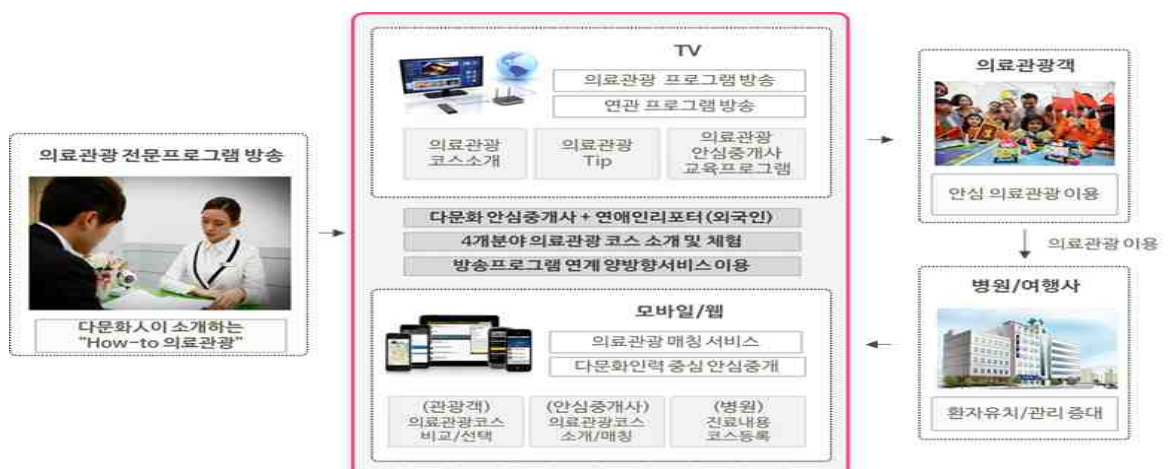 의료관광 전문프로그램 방송
다문화人이 소개하는
"How-to 의료관광"
TV
의료관광 프로그램 방송
연관 프로그램 방송
의료관광
코스소개
의료관광
Tip
의료관광
안심중개사
교육프로그램
다문화 안심중개사 + 연애인리포터(외국인)
4개분야 의료관광 코스 소개 및 체험
방송프로그램 연계 양방향서비스 이용
모바일/웹
의료관광 매칭 서비스
다문화인력 중심 안심중개
(관광객)
의료관광코스
비교/선택
(안심중개사)
의료관광코스
소개/매칭
(병원)
진료내용
코스등록
의료관광객
안심 의료관광 이용
의료관광 이용
병원/여행사
환자유치/관리 증대